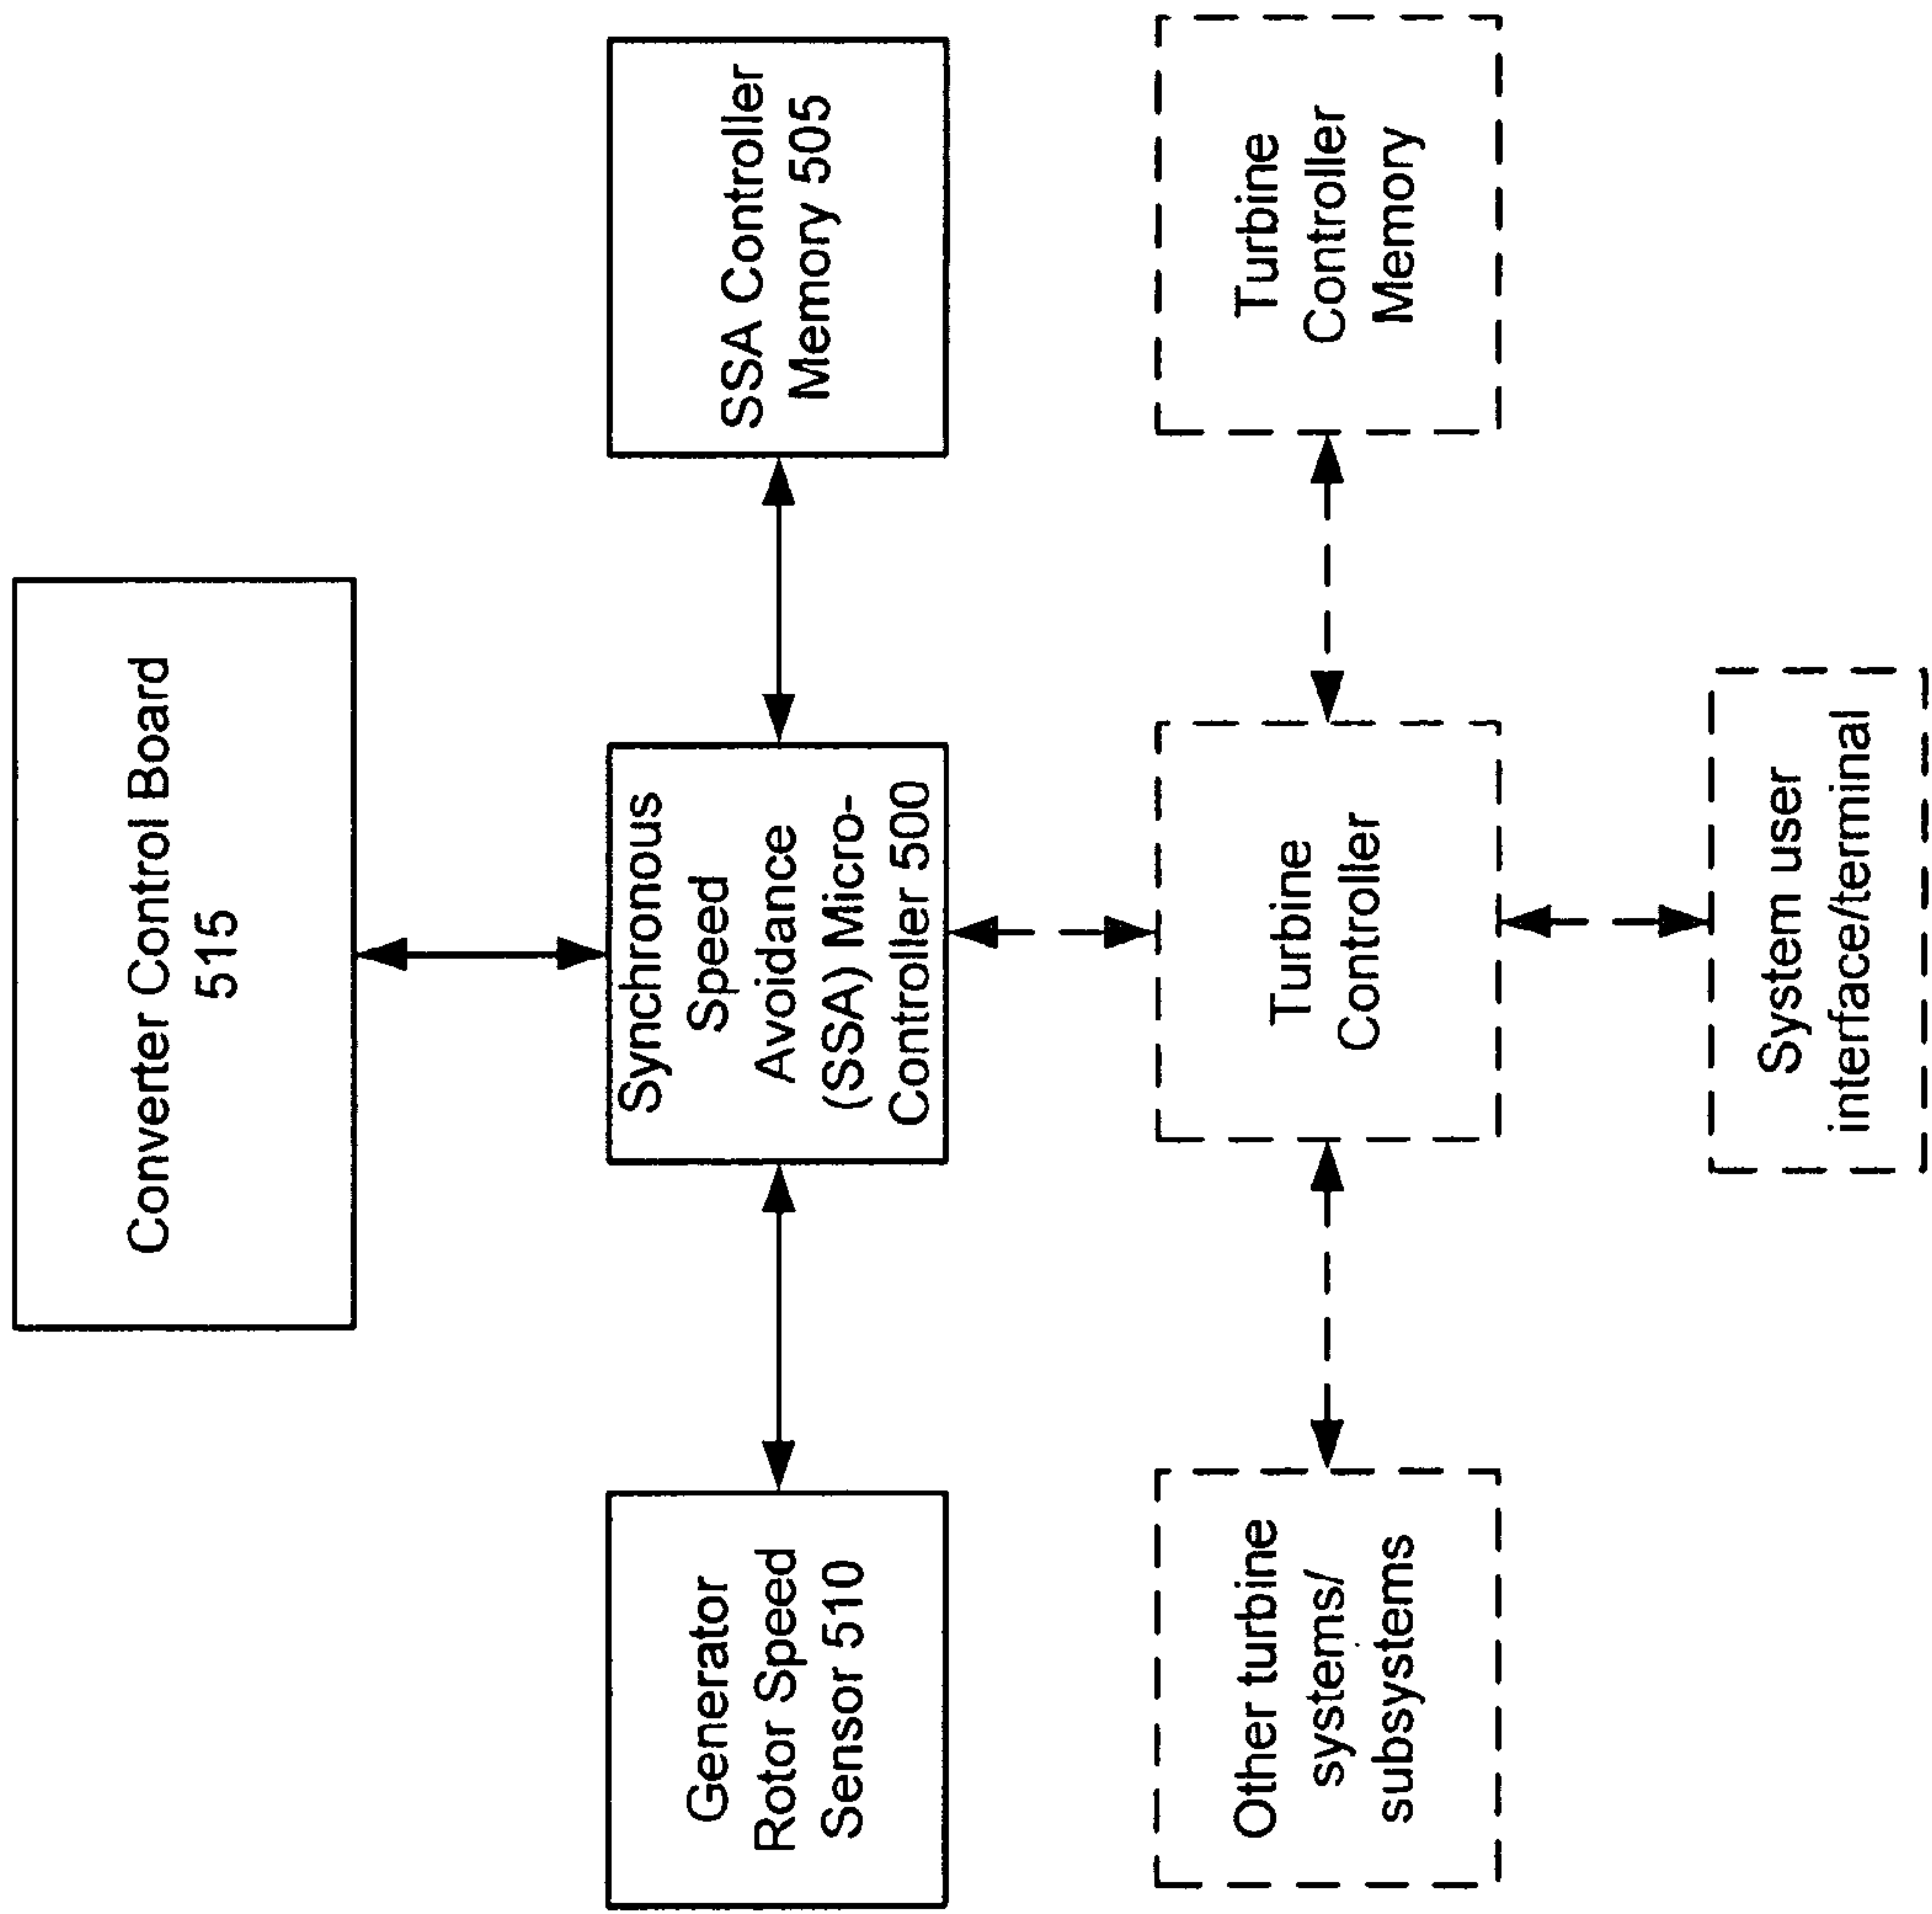 Converter Control Board
515
Generator
Rotor Speed
Sensor 510
Synchronous
Speed
Avoidance
(SSA) Micro-
Controller 500
SSA Controller
Memory 505
Other turbine
systems/
subsystems
Turbine
Controller
Turbine
Controller
Memory
System user
interface/terminal